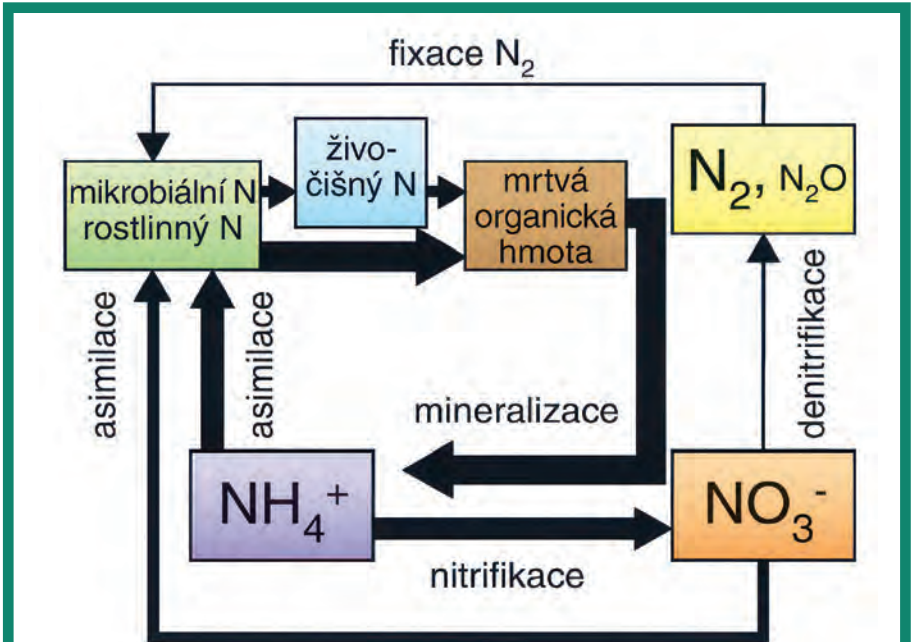 fixace N₂
živo-
čišný N
mikrobiální N
rostlinný N
mrtvá
organická
hmota
N₂, N₂O
asimilace
asimilace
denitrifikace
mineralizace
NH₄⁺
NO₃⁻
nitrifikace